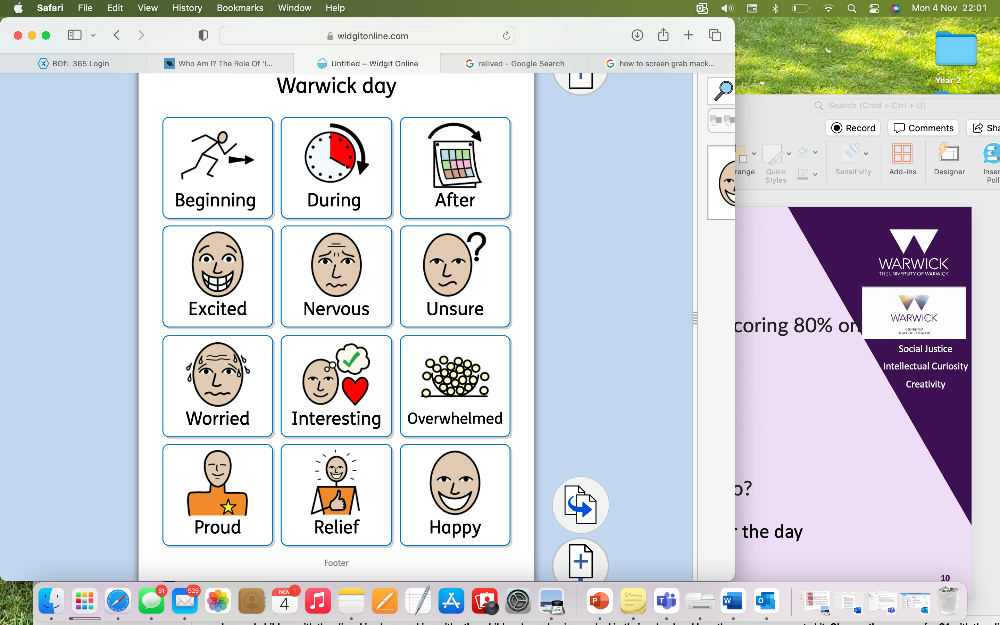 Safari File Edit View History Bookmarks Window Help
Mon 4 Nov 22:01
widgitonline.com
BGfL 365 Login
Who Am I? The Role Of 'I...
Untitled – Widgit Online
relived - Google Search
how to screen grab mack...
Warwick day
Beginning
During
After
Excited
Nervous
Unsure
Worried
Interesting
Overwhelmed
Proud
Relief
Happy
Footer
Year 2
Search (Cmd + Ctrl + U)
Record
Comments
Sha
range
Quick
Styles
Sensitivity
Add-ins
Designer
Inser
Poll
WARWICK
THE UNIVERSITY OF WARWICK
WARWICK
CENTRE FOR
TEACHER EDUCATION
coring 80% on
Social Justice
Intellectual Curiosity
Creativity
o?
r the day
10
51
925
NOV
1
4